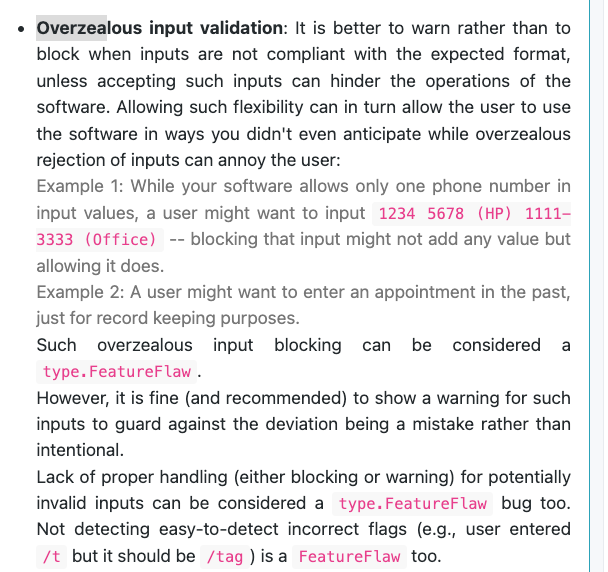 • Overzealous input validation: It is better to warn rather than to
block when inputs are not compliant with the expected format,
unless accepting such inputs can hinder the operations of the
software. Allowing such flexibility can in turn allow the user to use
the software in ways you didn't even anticipate while overzealous
rejection of inputs can annoy the user:
Example 1: While your software allows only one phone number in
input values, a user might want to input 1234 5678 (HP) 1111-
3333 (Office) -- blocking that input might not add any value but
allowing it does.
Example 2: A user might want to enter an appointment in the past,
just for record keeping purposes.
Such overzealous input blocking can be considered a
type.FeatureFlaw.
However, it is fine (and recommended) to show a warning for such
inputs to guard against the deviation being a mistake rather than
intentional.
Lack of proper handling (either blocking or warning) for potentially
invalid inputs can be considered a type.FeatureFlaw bug too.
Not detecting easy-to-detect incorrect flags (e.g., user entered
/t but it should be /tag) is a FeatureFlaw too.